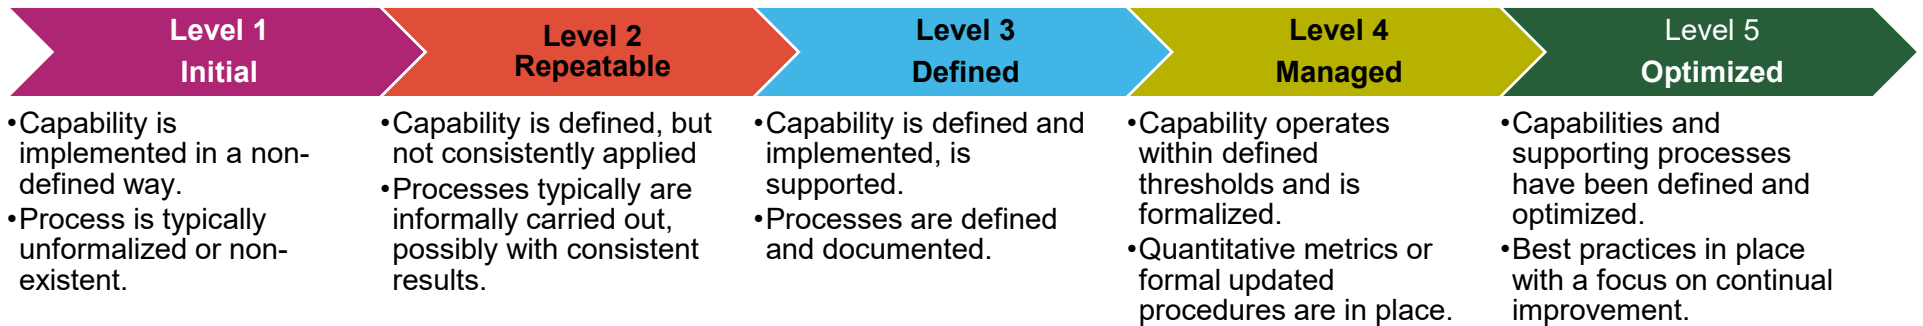 Level 1
Initial
Level 2
Repeatable
Level 3
Defined
Level 4
Managed
Level 5
Optimized
•Capability is
implemented in a non-
defined way.
•Process is typically
unformalized or non-
existent.
•Capability is defined, but
not consistently applied
•Processes typically are
informally carried out,
possibly with consistent
results.
•Capability is defined and
implemented, is
supported.
•Processes are defined
and documented.
•Capability operates
within defined
thresholds and is
formalized.
•Quantitative metrics or
formal updated
procedures are in place.
•Capabilities and
supporting processes
have been defined and
optimized.
•Best practices in place
with a focus on continual
improvement.